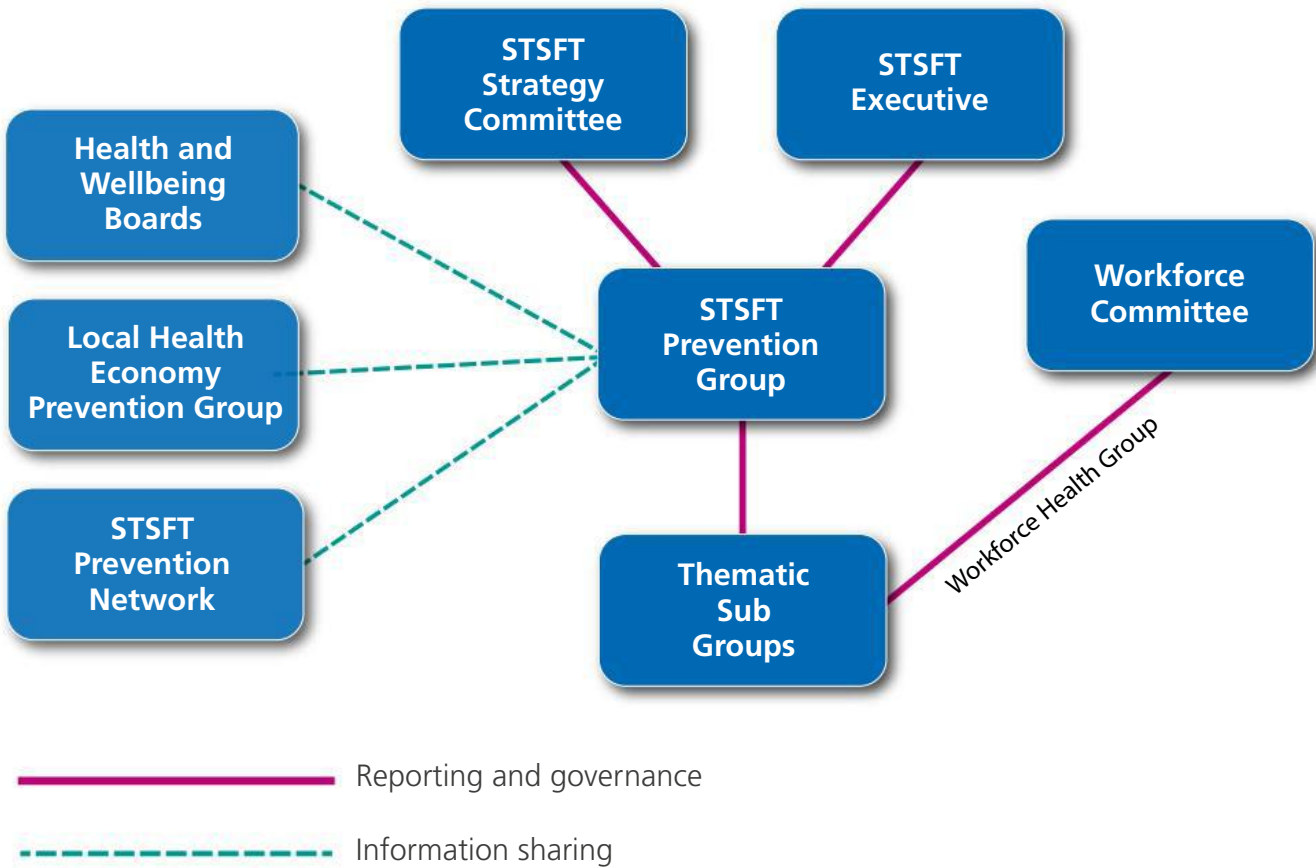 STSFT
Strategy
Committee
STSFT
Executive
Health and
Wellbeing
Boards
Workforce
Committee
STSFT
Prevention
Group
Local Health
Economy
Prevention Group
Workforce Health Group
STSFT
Prevention
Network
Thematic
Sub
Groups
Reporting and governance
Information sharing